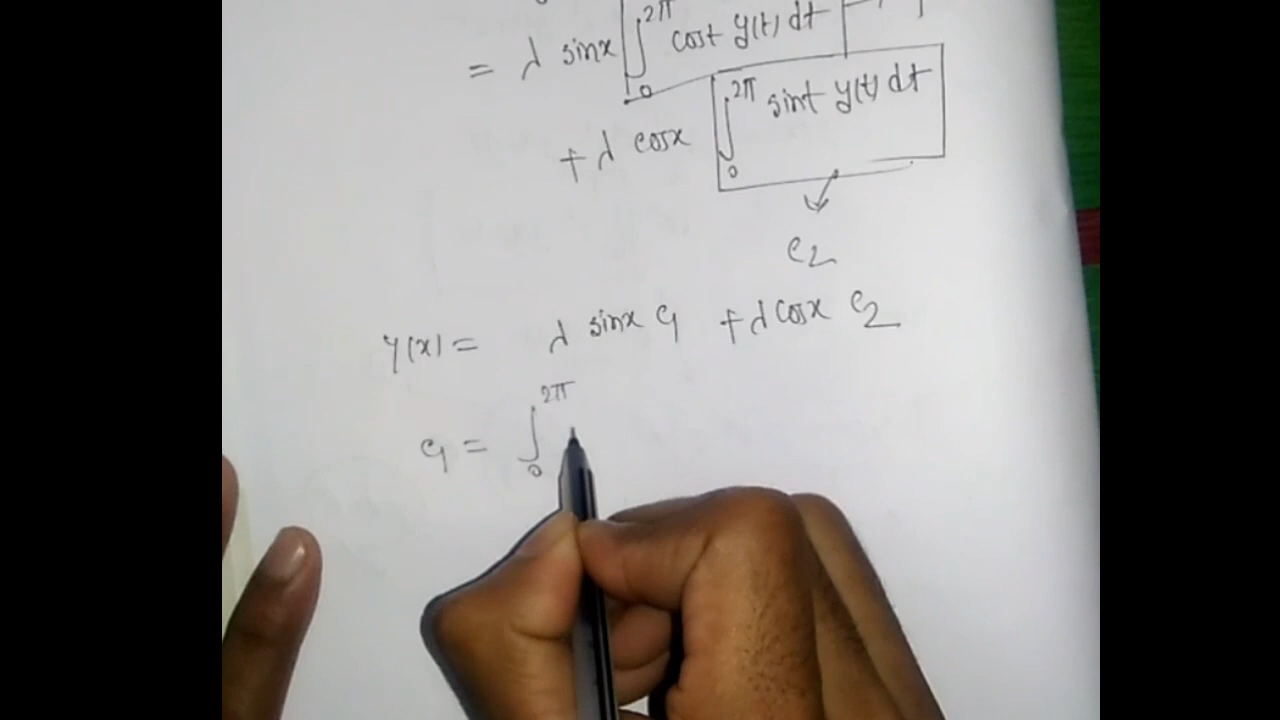 = λ sinx ∫₀^2π cost y(t) dt
+ λ cosx ∫₀^2π sint y(t) dt
c₂
y(x) = λ sinx c₁ + λ cosx c₂
c₁ = ∫₀^2π